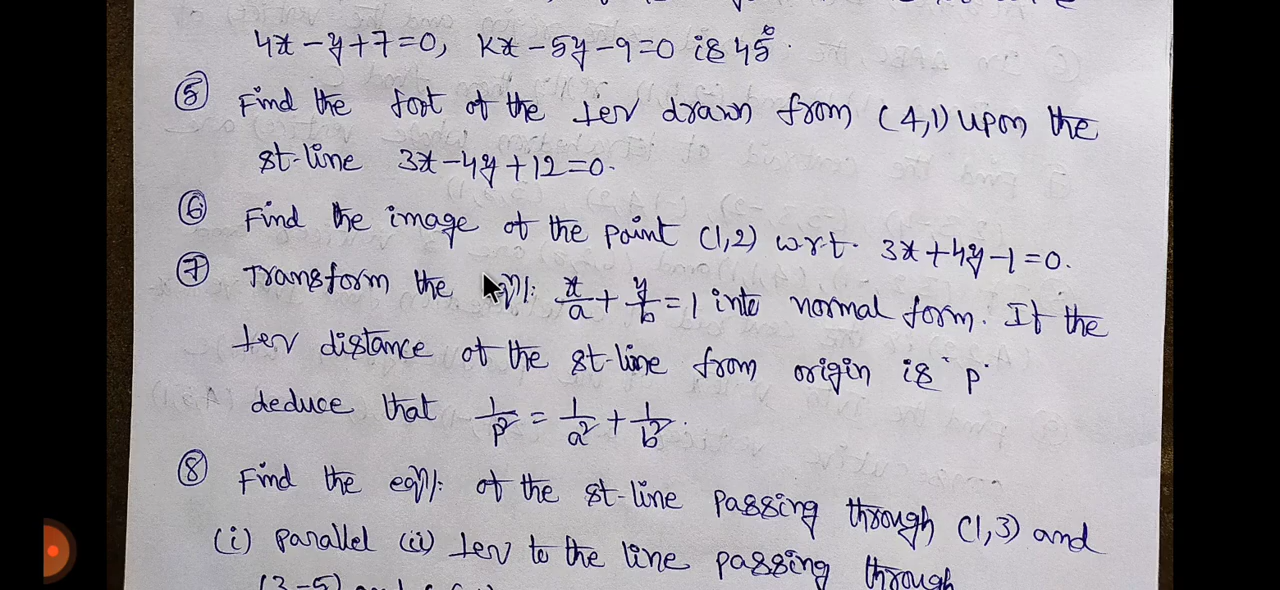 4x-y+7=0, Kx-5y-9=0 is 45°.
⑤ Find the foot of the ⊥er drawn from (4,1) upon the
st-line 3x-4y+12=0.
⑥ Find the image of the point (1,2) w.r.t. 3x+4y-1=0.
⑦ Transform the eqn: x/a + y/b = 1 into normal form. If the
⊥er distance of the st-line from origin is 'p'
deduce that 1/p² = 1/a² + 1/b².
⑧ Find the eqn: of the st-line passing through (1,3) and
(i) parallel (ii) ⊥er to the line passing through